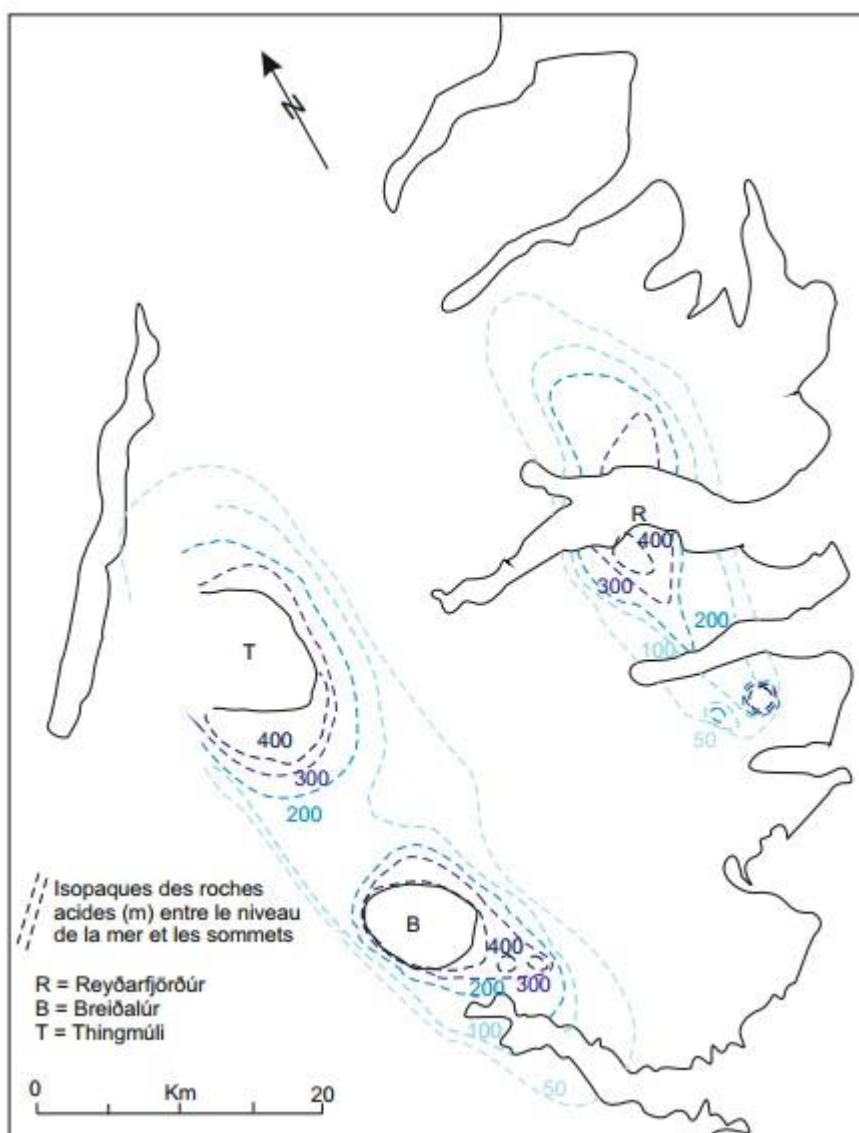 N
R
400
300
200
100
50
T
400
300
200
B
400
300
200
100
50
Isopaques des roches
acides (m) entre le niveau
de la mer et les sommets
R = Reyðarfjörðúr
B = Breiðalúr
T = Thingmúli
0 Km 20